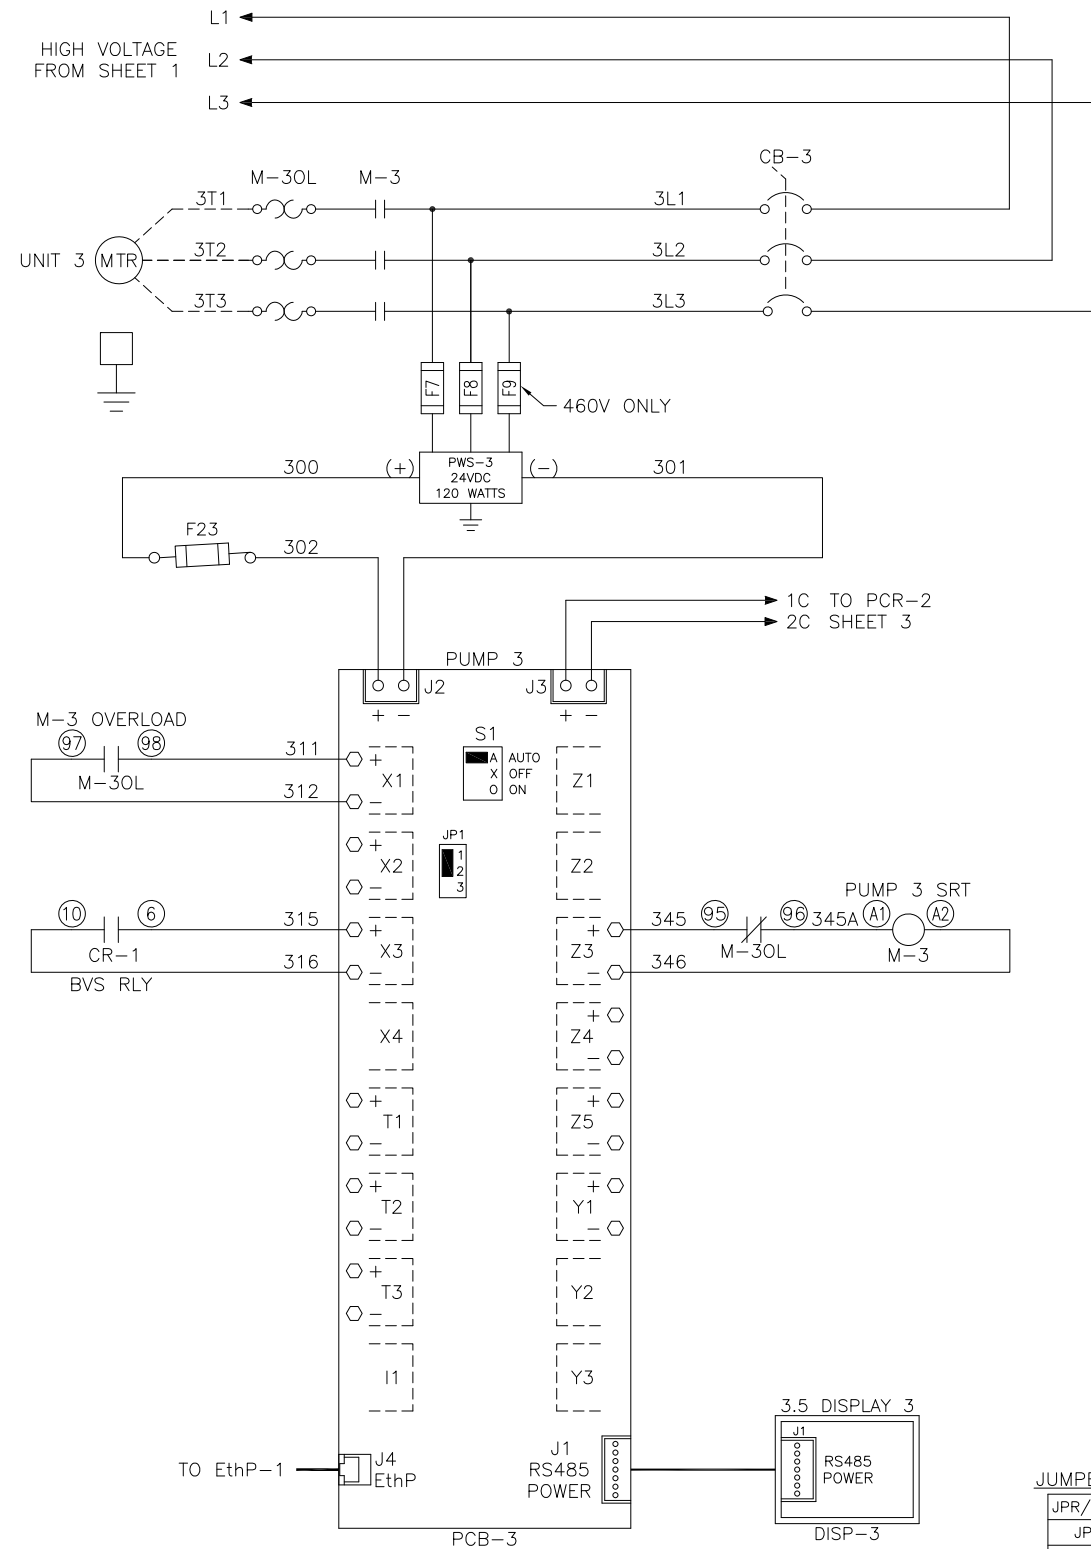 L1
HIGH VOLTAGE
FROM SHEET 1
L2
L3
CB-3
M-3OL
M-3
3T1
3L1
UNIT 3
MTR
3T2
3L2
3T3
3L3
F7
F8
F9
460V ONLY
300
(+)
PWS-3
24VDC
120 WATTS
(-)
301
F23
302
1C TO PCR-2
2C SHEET 3
PUMP 3
J2
J3
+ -
+ -
M-3 OVERLOAD
97
98
M-3OL
311
312
+
X1
-
S1
A AUTO
X OFF
O ON
Z1
JP1
1
2
3
+
X2
-
Z2
10
6
CR-1
BVS RLY
315
316
+
X3
-
+
Z3
-
345
346
95
96
M-3OL
345A
PUMP 3 SRT
A1
A2
M-3
X4
+
Z4
-
+
T1
-
+
Z5
-
+
T2
-
+
Y1
-
+
T3
-
Y2
I1
Y3
TO EthP-1
J4
EthP
J1
RS485
POWER
3.5 DISPLAY 3
J1
RS485
POWER
DISP-3
PCB-3
JUMPE
JPR/
JP